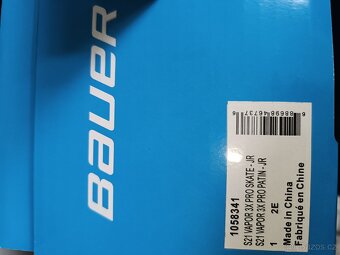 BAUER
1058341
S21 VAPOR 3X PRO SKATE - JR
S21 VAPOR 3X PRO PATIN - JR
1 2E
Made in China
Fabriqué en Chine